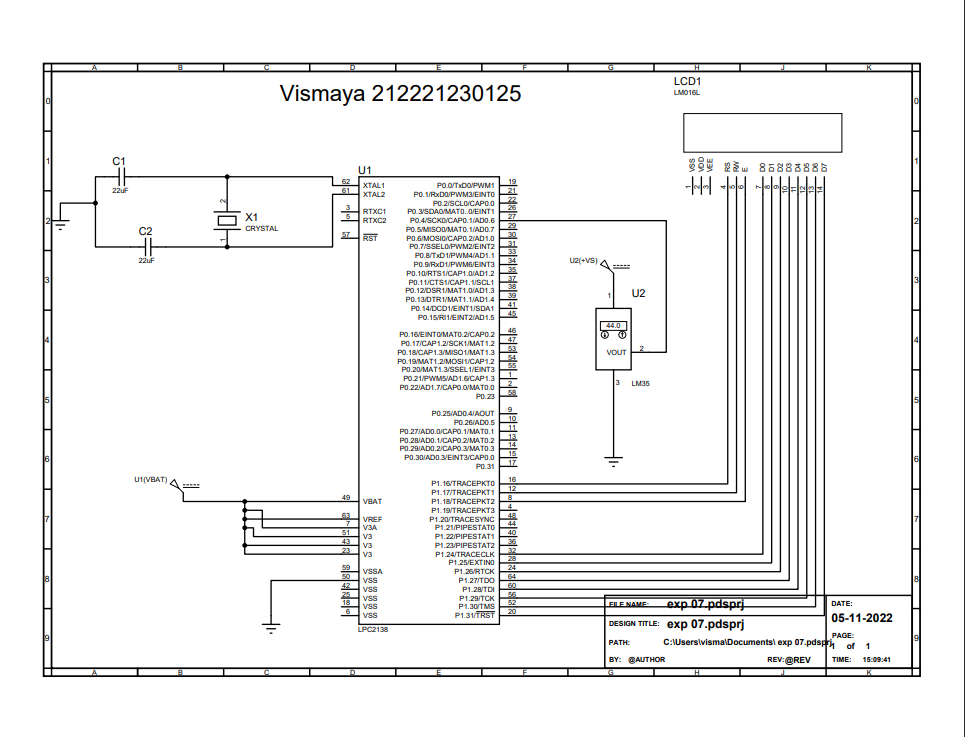 A B C D E F G H J K
Vismaya 212221230125
LCD1
LM016L
VSS VDD VEE RS RW E D0 D1 D2 D3 D4 D5 D6 D7
1 2 3 4 5 6 7 8 9 10 11 12 13 14
0 0
1 1
2 2
3 3
4 4
5 5
6 6
7 7
8 8
9 9
C1
22uF
C2
22uF
2
X1
CRYSTAL
1
U1
62 XTAL1
61 XTAL2
3 RTXC1
5 RTXC2
57 RST
49 VBAT
63 VREF
7 V3A
51 V3
43 V3
23 V3
59 VSSA
50 VSS
42 VSS
25 VSS
18 VSS
6 VSS
LPC2138
U1(VBAT)
P0.0/TxD0/PWM1 19
P0.1/RxD0/PWM3/EINT0 21
P0.2/SCL0/CAP0.0 22
P0.3/SDA0/MAT0.0/EINT1 26
P0.4/SCK0/CAP0.1/AD0.6 27
P0.5/MISO0/MAT0.1/AD0.7 29
P0.6/MOSI0/CAP0.2/AD1.0 30
P0.7/SSEL0/PWM2/EINT2 31
P0.8/TxD1/PWM4/AD1.1 33
P0.9/RxD1/PWM6/EINT3 34
P0.10/RTS1/CAP1.0/AD1.2 35
P0.11/CTS1/CAP1.1/SCL1 37
P0.12/DSR1/MAT1.0/AD1.3 38
P0.13/DTR1/MAT1.1/AD1.4 39
P0.14/DCD1/EINT1/SDA1 41
P0.15/RI1/EINT2/AD1.5 45
P0.16/EINT0/MAT0.2/CAP0.2 46
P0.17/CAP1.2/SCK1/MAT1.2 47
P0.18/CAP1.3/MISO1/MAT1.3 53
P0.19/MAT1.2/MOSI1/CAP1.2 54
P0.20/MAT1.3/SSEL1/EINT3 55
P0.21/PWM5/AD1.6/CAP1.3 1
P0.22/AD1.7/CAP0.0/MAT0.0 2
P0.23 58
P0.25/AD0.4/AOUT 9
P0.26/AD0.5 10
P0.27/AD0.0/CAP0.1/MAT0.1 11
P0.28/AD0.1/CAP0.2/MAT0.2 13
P0.29/AD0.2/CAP0.3/MAT0.3 14
P0.30/AD0.3/EINT3/CAP0.0 15
P0.31 17
P1.16/TRACEPKT0 16
P1.17/TRACEPKT1 12
P1.18/TRACEPKT2 8
P1.19/TRACEPKT3 4
P1.20/TRACESYNC 48
P1.21/PIPESTAT0 44
P1.22/PIPESTAT1 40
P1.23/PIPESTAT2 36
P1.24/TRACECLK 32
P1.25/EXTIN0 28
P1.26/RTCK 24
P1.27/TDO 64
P1.28/TDI 60
P1.29/TCK 56
P1.30/TMS 52
P1.31/TRST 20
U2(+VS)
1
U2
44.0
VOUT 2
3
LM35
FILE NAME: exp 07.pdsprj
DESIGN TITLE: exp 07.pdsprj
PATH: C:\Users\visma\Documents\ exp 07.pdsprj
BY: @AUTHOR REV:@REV
DATE:
05-11-2022
PAGE:
1 of 1
TIME: 15:09:41
A B C D E F G H J K